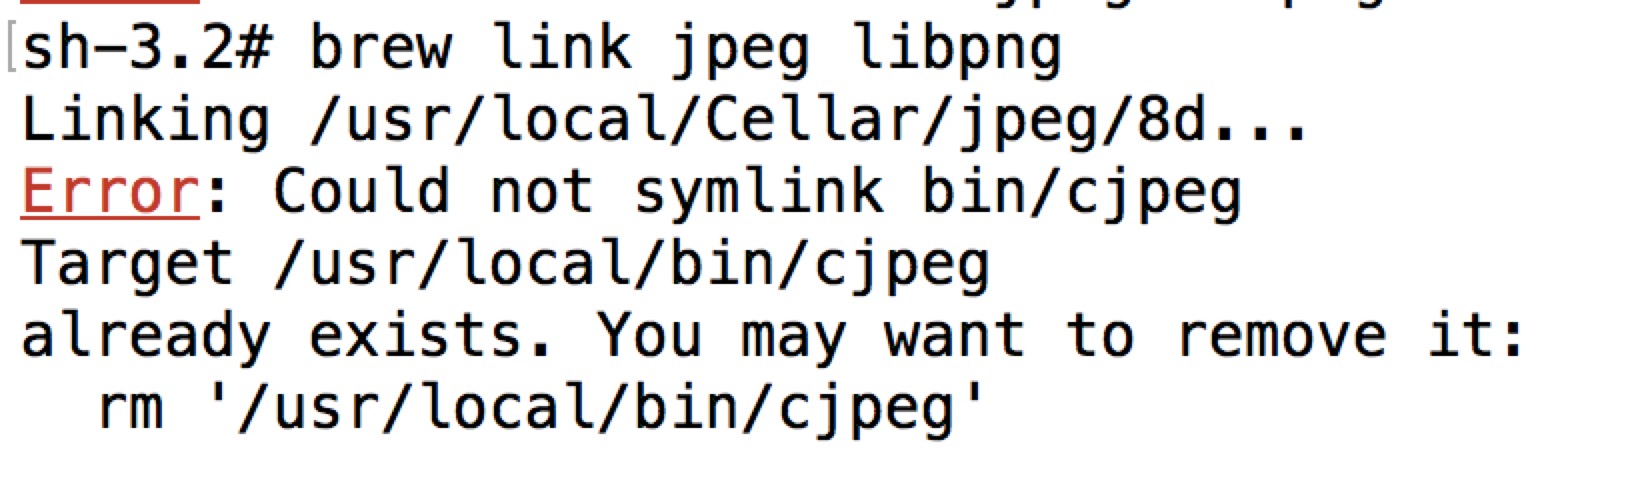 [sh-3.2# brew link jpeg libpng
Linking /usr/local/Cellar/jpeg/8d...
Error: Could not symlink bin/cjpeg
Target /usr/local/bin/cjpeg
already exists. You may want to remove it:
  rm '/usr/local/bin/cjpeg'